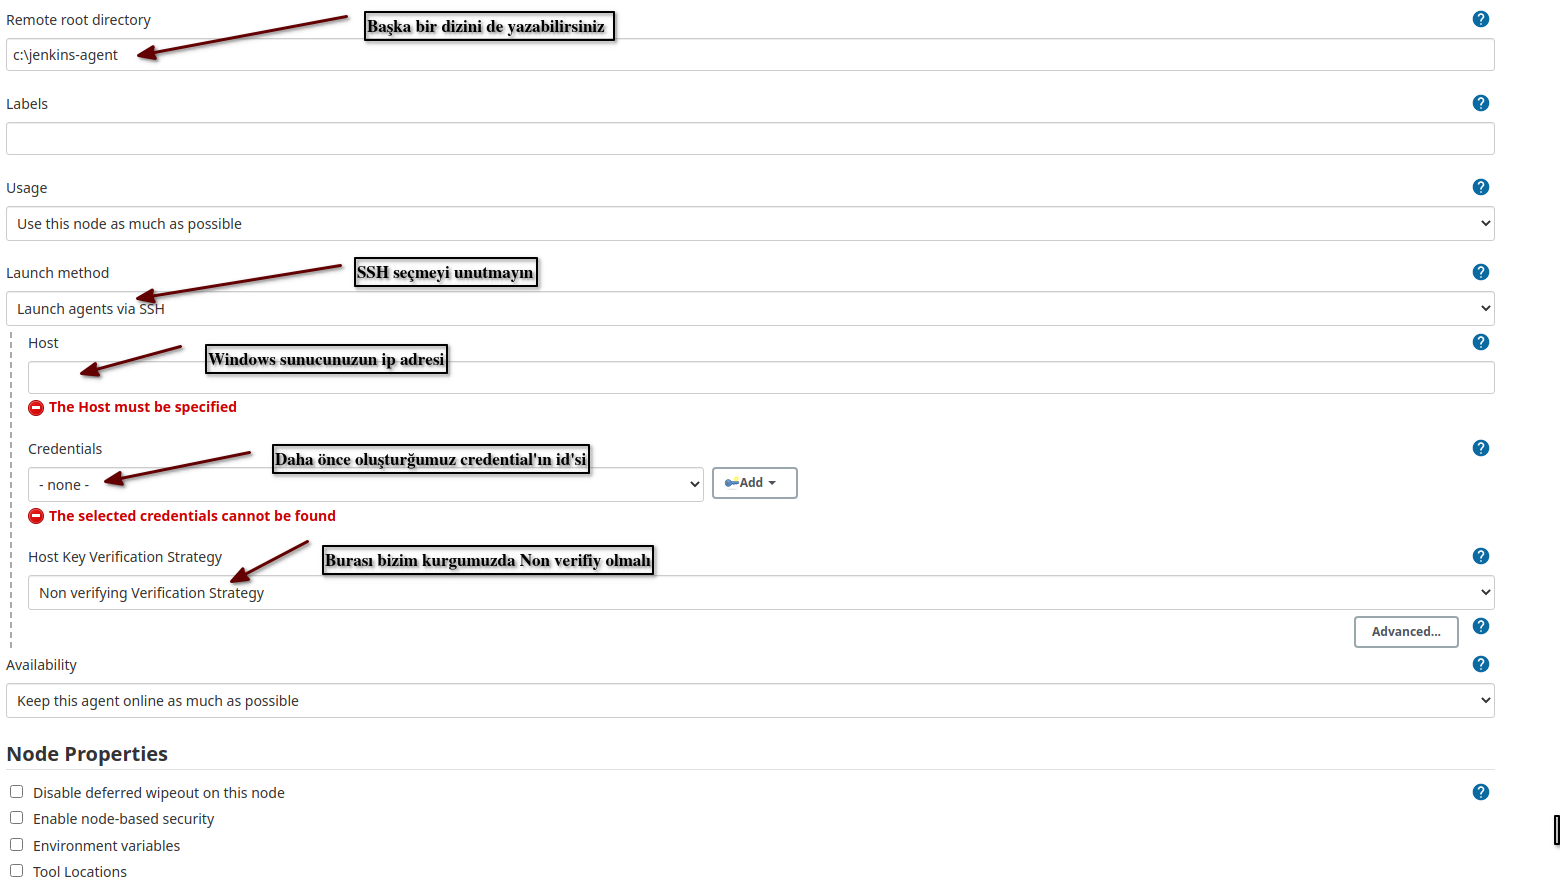 Remote root directory
Başka bir dizini de yazabilirsiniz
c:\jenkins-agent
Labels
Usage
Use this node as much as possible
Launch method
SSH seçmeyi unutmayın
Launch agents via SSH
Host
Windows sunucunuzun ip adresi
The Host must be specified
Credentials
Daha önce oluşturğumuz credential'ın id'si
- none -
Add
The selected credentials cannot be found
Host Key Verification Strategy
Burası bizim kurgumuzda Non verifiy olmalı
Non verifying Verification Strategy
Advanced...
Availability
Keep this agent online as much as possible
Node Properties
Disable deferred wipeout on this node
Enable node-based security
Environment variables
Tool Locations